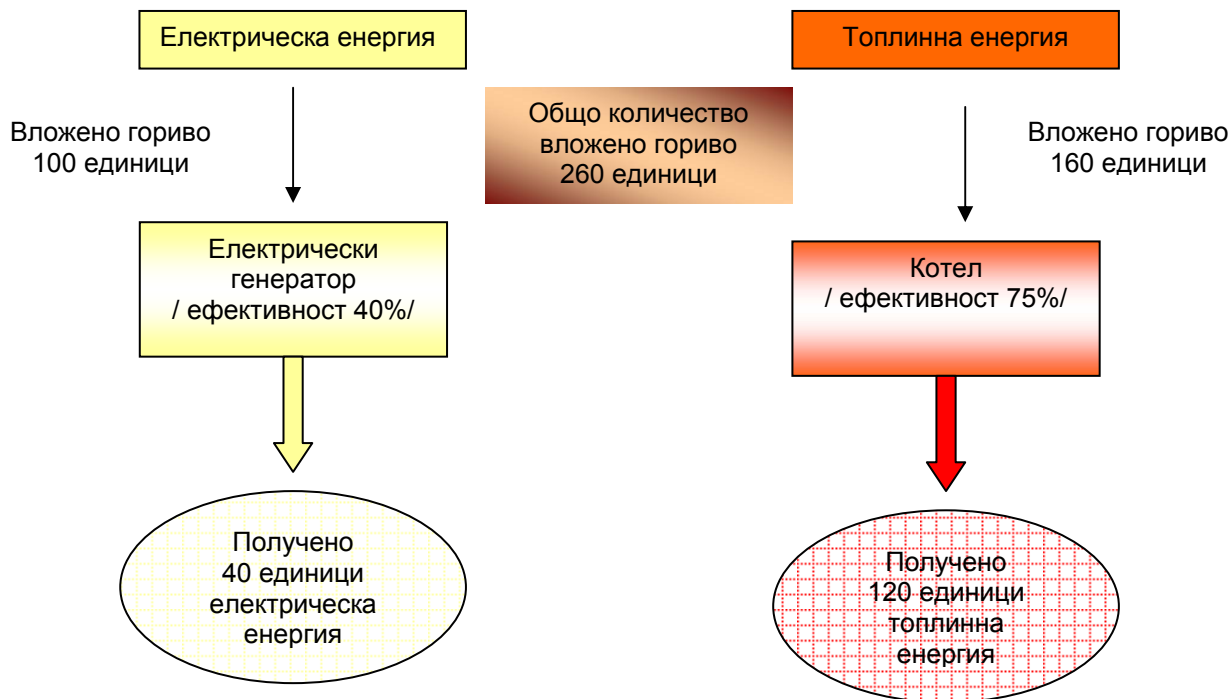 Електрическа енергия
Топлинна енергия
Вложено гориво
100 единици
Общо количество
вложено гориво
260 единици
Вложено гориво
160 единици
Електрически
генератор
/ ефективност 40%/
Котел
/ ефективност 75%/
Получено
40 единици
електрическа
енергия
Получено
120 единици
топлинна
енергия